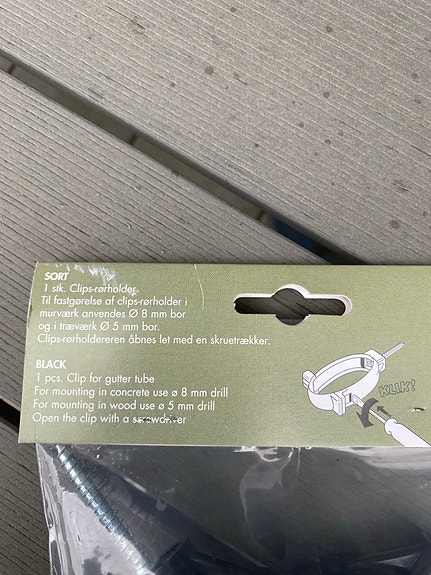 SORT
1 stk. Clips-rørholder
Til fastgørelse af clips-rørholder i
murværk anvendes Ø 8 mm bor
og i træværk Ø 5 mm bor.
Clips-rørholdereren åbnes let med en skruetrækker.
BLACK
1 pcs. Clip for gutter tube
For mounting in concrete use ø 8 mm drill
For mounting in wood use ø 5 mm drill
Open the clip with a screwdriver
KLIK!